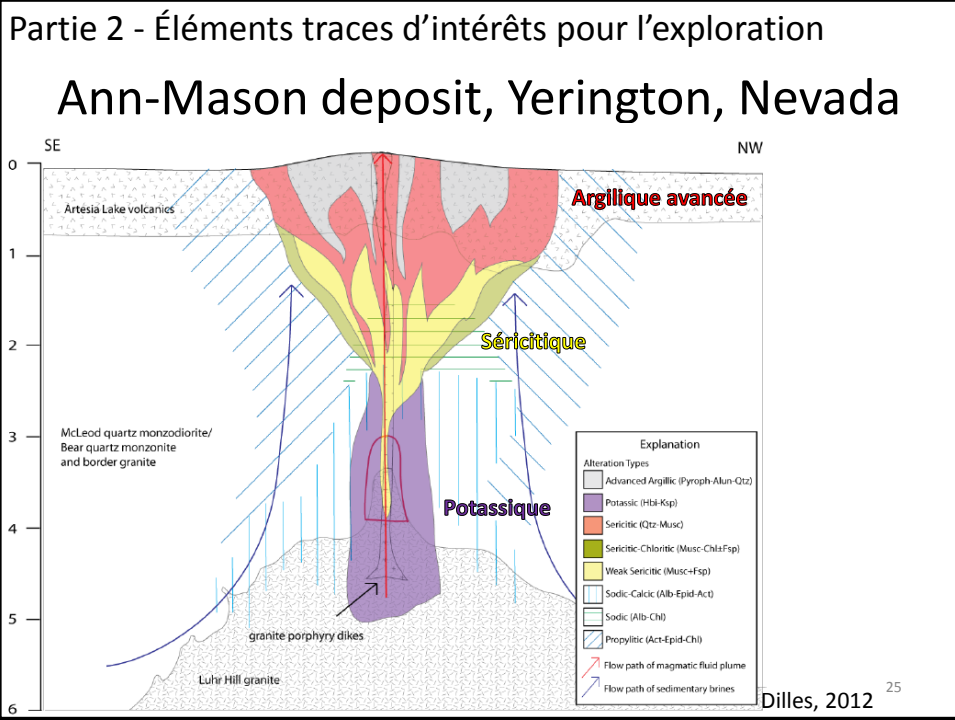 Partie 2 - Éléments traces d'intérêts pour l'exploration
Ann-Mason deposit, Yerington, Nevada
SE
NW
0
Artesia Lake volcanics
Argilique avancée
1
2
Séricitique
3
McLeod quartz monzodiorite/
Bear quartz monzonite
and border granite
Potassique
4
5
granite porphyry dikes
Luhr Hill granite
6
Explanation
Alteration Types
Advanced Argillic (Pyroph-Alun-Qtz)
Potassic (Hbl-Ksp)
Sericitic (Qtz-Musc)
Sericitic-Chloritic (Musc-Chl±Fsp)
Weak Sericitic (Musc+Fsp)
Sodic-Calcic (Alb-Epid-Act)
Sodic (Alb-Chl)
Propylitic (Act-Epid-Chl)
Flow path of magmatic fluid plume
Flow path of sedimentary brines
Dilles, 2012
25